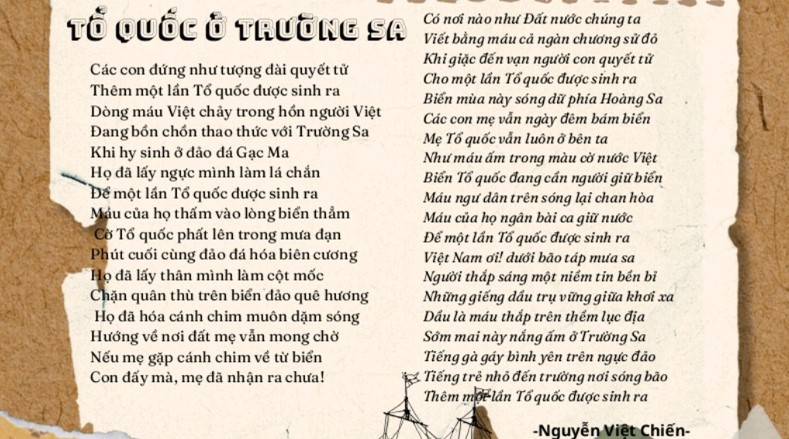 TỔ QUỐC Ở TRƯỜNG SA
Các con đứng như tượng đài quyết tử
Thêm một lần Tổ quốc được sinh ra
Dòng máu Việt chảy trong hồn người Việt
Đang bồn chồn thao thức với Trường Sa
Khi hy sinh ở đảo đá Gạc Ma
Họ đã lấy ngực mình làm lá chắn
Để một lần Tổ quốc được sinh ra
Máu của họ thấm vào lòng biển thẳm
Cờ Tổ quốc phất lên trong mưa đạn
Phút cuối cùng đảo đá hóa biên cương
Họ đã lấy thân mình làm cột mốc
Chặn quân thù trên biển đảo quê hương
Họ đã hóa cánh chim muôn dặm sóng
Hướng về nơi đất mẹ vẫn mong chờ
Nếu mẹ gặp cánh chim về từ biển
Con đấy mà, mẹ đã nhận ra chưa!
Có nơi nào như Đất nước chúng ta
Viết bằng máu cả ngàn chương sử đỏ
Khi giặc đến vạn người con quyết tử
Cho một lần Tổ quốc được sinh ra
Biển mùa này sóng dữ phía Hoàng Sa
Các con mẹ vẫn ngày đêm bám biển
Mẹ Tổ quốc vẫn luôn ở bên ta
Như máu ấm trong màu cờ nước Việt
Biển Tổ quốc đang cần người giữ biển
Máu ngư dân trên sóng lại chan hòa
Máu của họ ngân bài ca giữ nước
Để một lần Tổ quốc được sinh ra
Việt Nam ơi! dưới bão táp mưa sa
Người thắp sáng một niềm tin bền bỉ
Những giếng dầu trụ vững giữa khơi xa
Dầu là máu thắp trên thềm lục địa
Sớm mai này nắng ấm ở Trường Sa
Tiếng gà gáy bình yên trên ngực đảo
Tiếng trẻ nhỏ đến trường nơi sóng bão
Thêm một lần Tổ quốc được sinh ra
-Nguyễn Việt Chiến-